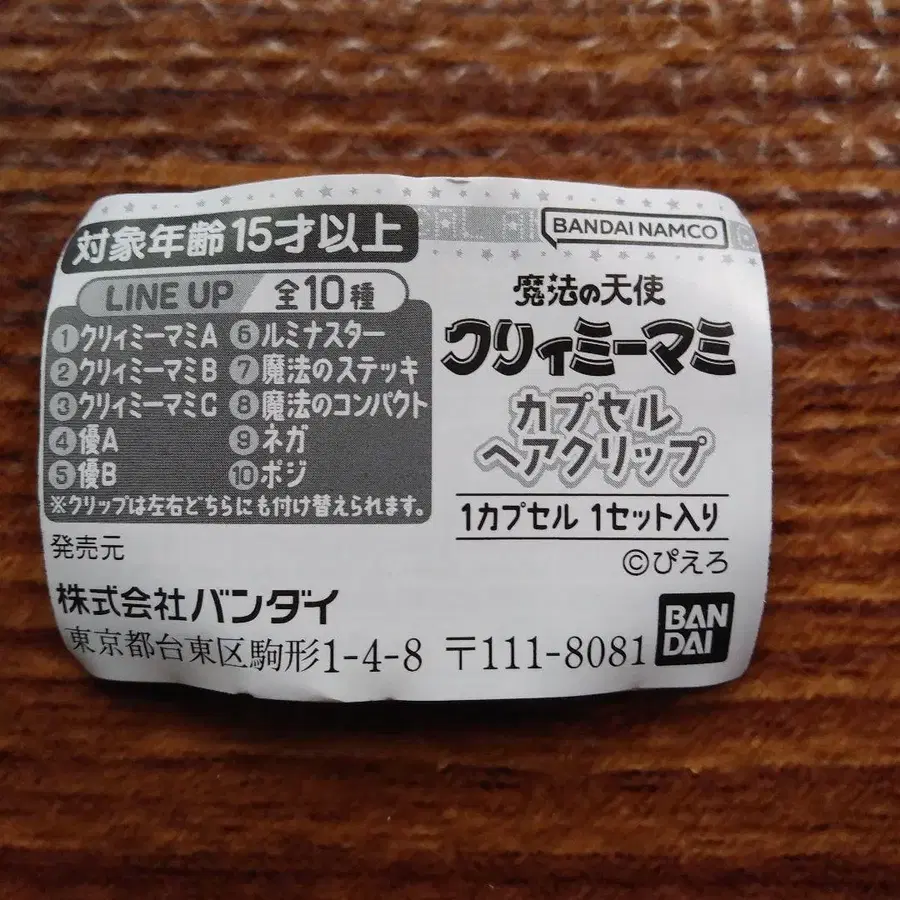 対象年齢15才以上
BANDAI NAMCO
LINE UP 全10種
①クリィミーマミA ⑥ルミナスター
②クリィミーマミB ⑦魔法のステッキ
③クリィミーマミC ⑧魔法のコンパクト
④優A ⑨ネガ
⑤優B ⑩ポジ
※クリップは左右どちらにも付け替えられます。
魔法の天使
クリィミーマミ
カプセル
ヘアクリップ
1カプセル 1セット入り
©ぴえろ
発売元
株式会社バンダイ
東京都台東区駒形1-4-8 〒111-8081
BAN
DAI